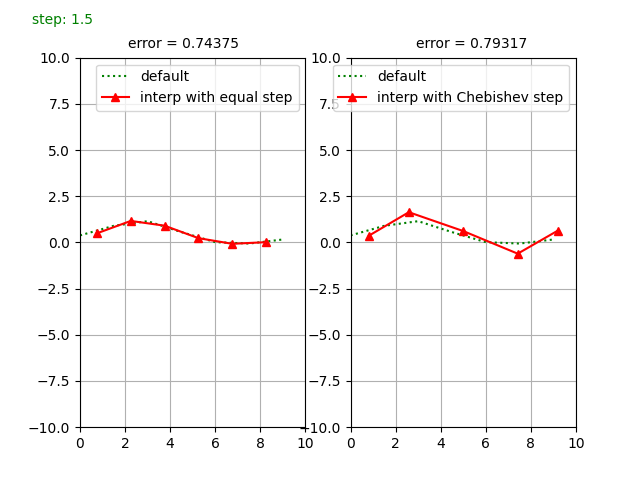 step: 1.5
error = 0.74375
error = 0.79317
default
interp with equal step
default
interp with Chebishev step
10.0
7.5
5.0
2.5
0.0
−2.5
−5.0
−7.5
−10.0
0 2 4 6 8 10
10.0
7.5
5.0
2.5
0.0
−2.5
−5.0
−7.5
−10.0
0 2 4 6 8 10